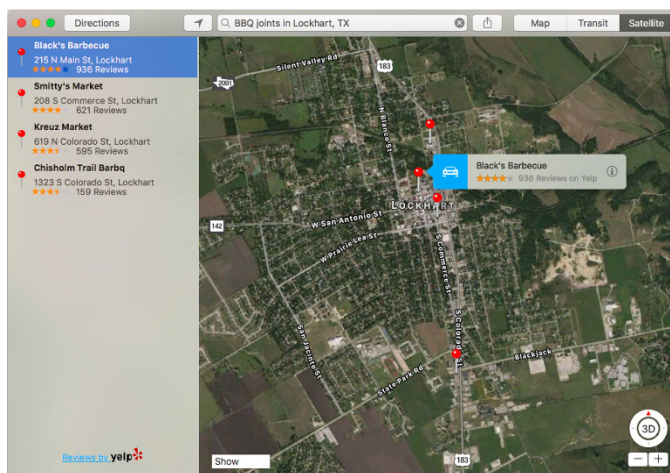 Directions
BBQ joints in Lockhart, TX
Map
Transit
Satellite
Black's Barbecue
215 N Main St, Lockhart
936 Reviews
Smitty's Market
208 S Commerce St, Lockhart
621 Reviews
Kreuz Market
619 N Colorado St, Lockhart
595 Reviews
Chisholm Trail Barbq
1323 S Colorado St, Lockhart
159 Reviews
Reviews by yelp
Silent Valley Rd
183
2001
N Blanco St
Black's Barbecue
936 Reviews on Yelp
LOCKHART
W San Antonio St
142
W Prairie Lea St
S Commerce St
S Colorado St
San Jacinto St
State Park Rd
Blackjack
3D
Show
183